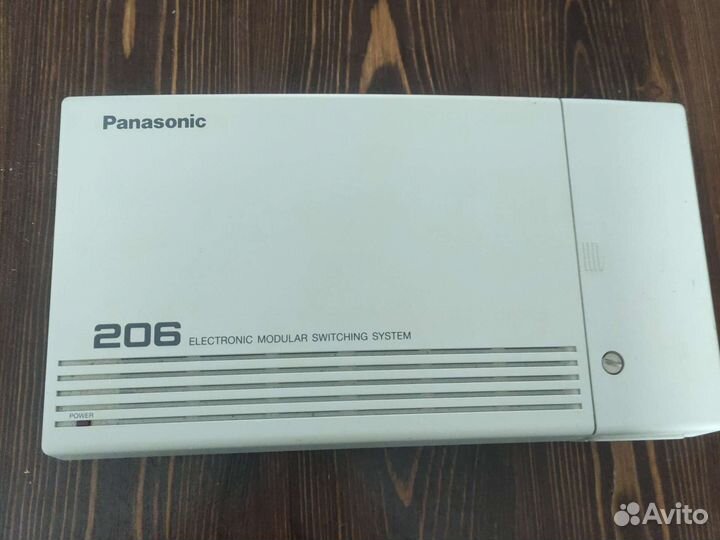 Panasonic
206 ELECTRONIC MODULAR SWITCHING SYSTEM
POWER
Avito